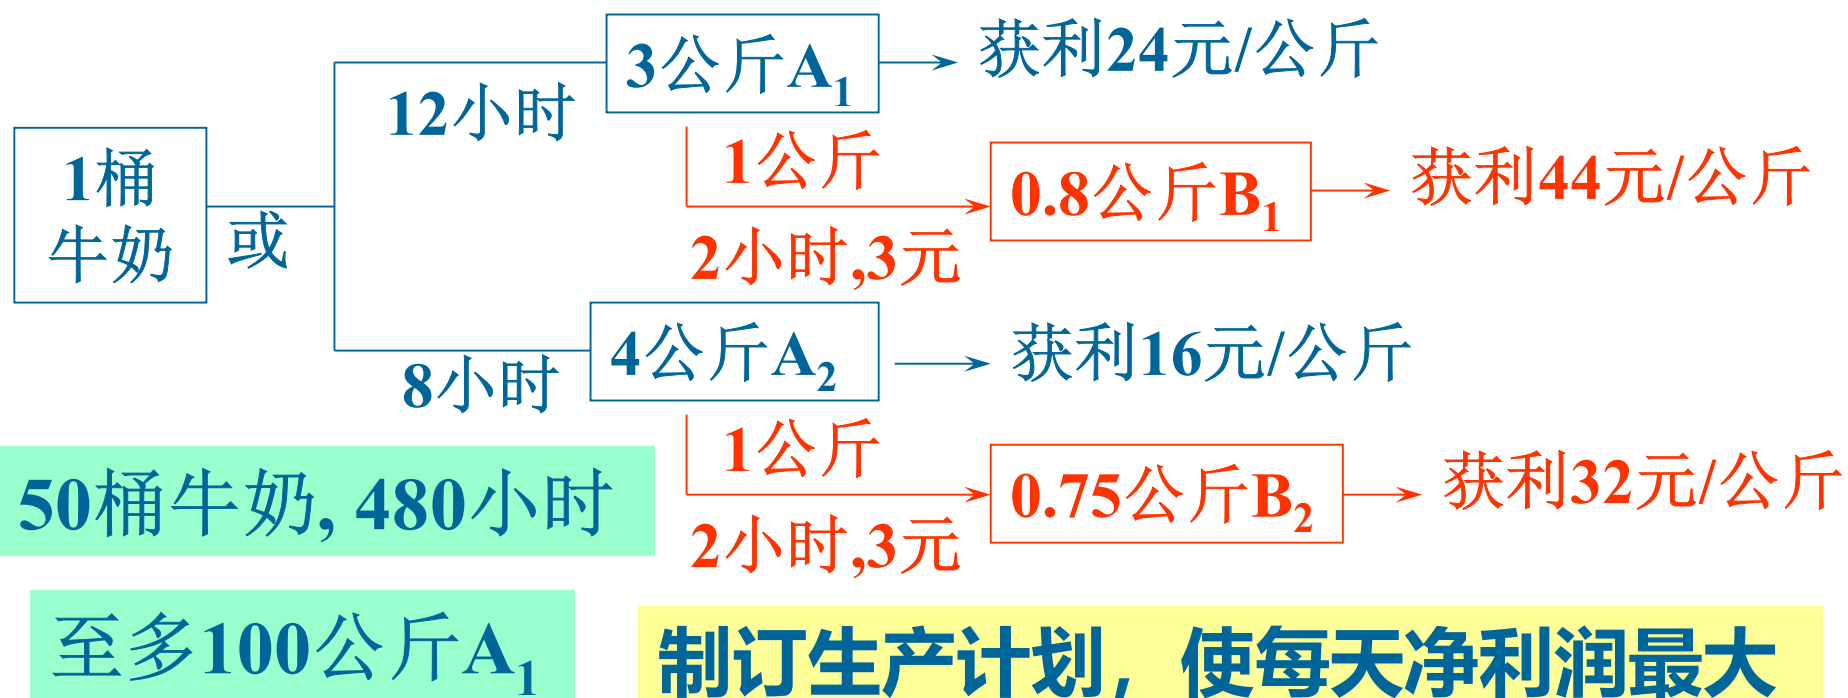 3公斤A₁
获利24元/公斤
12小时
1桶
牛奶
或
1公斤
0.8公斤B₁
获利44元/公斤
2小时,3元
8小时
4公斤A₂
获利16元/公斤
1公斤
0.75公斤B₂
获利32元/公斤
2小时,3元
50桶牛奶, 480小时
至多100公斤A₁
制订生产计划，使每天净利润最大